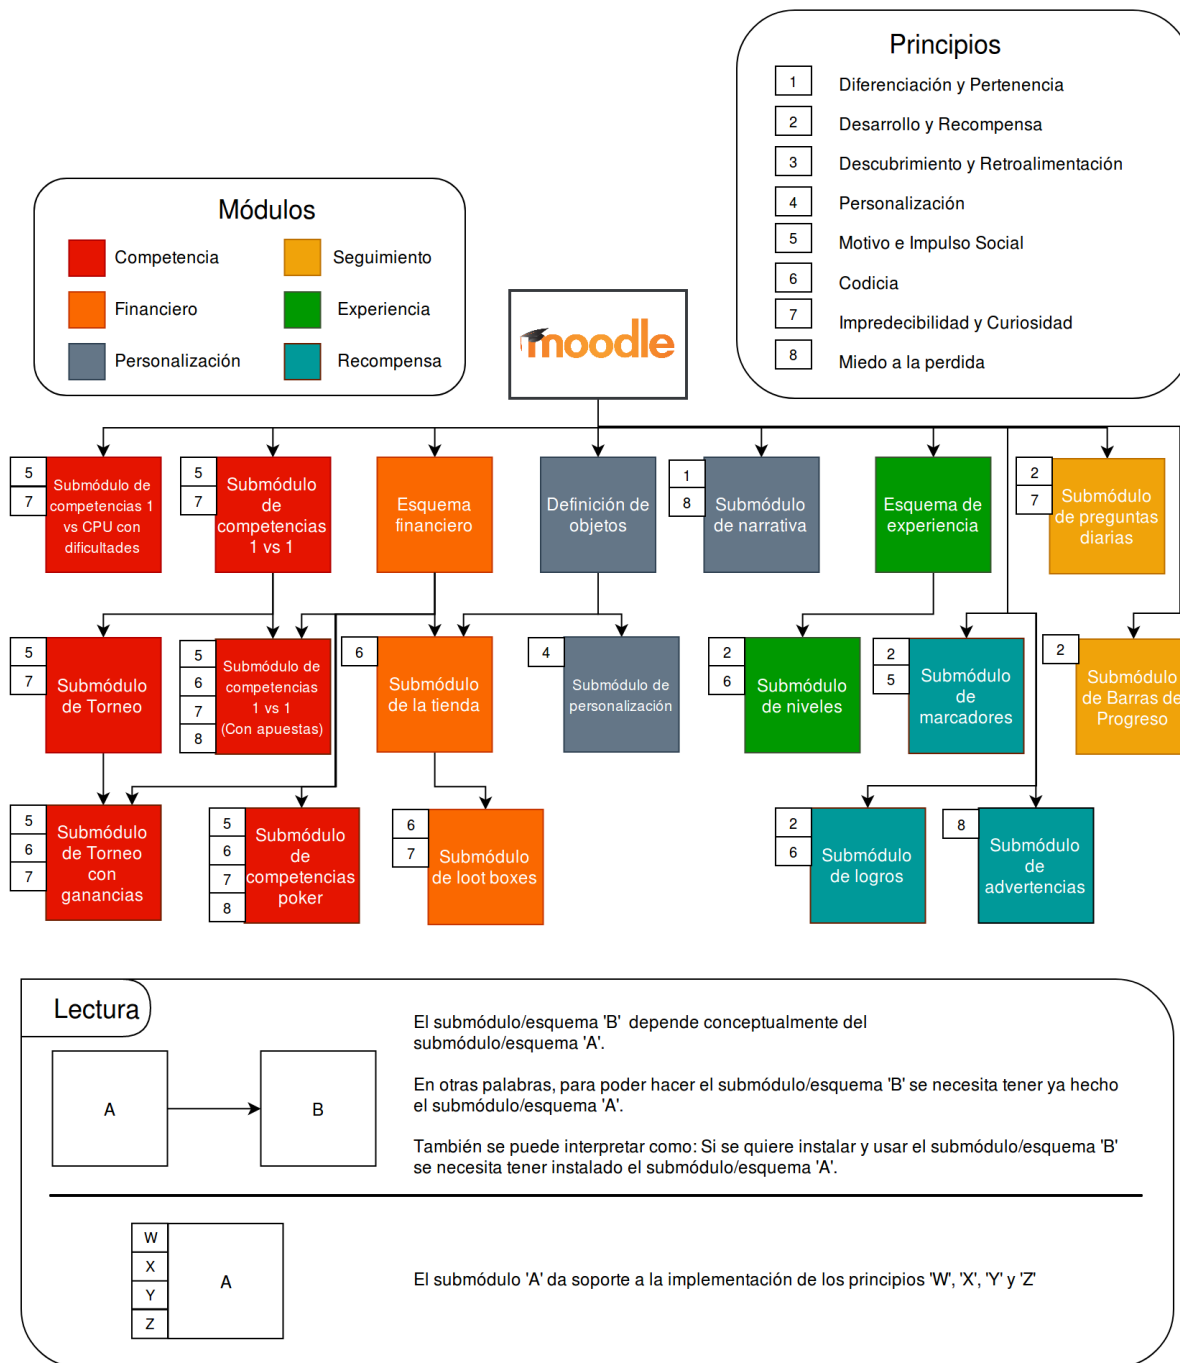 Principios
1
Diferenciación y Pertenencia
2
Desarrollo y Recompensa
3
Descubrimiento y Retroalimentación
4
Personalización
5
Motivo e Impulso Social
6
Codicia
7
Impredecibilidad y Curiosidad
8
Miedo a la perdida
Módulos
Competencia
Seguimiento
Financiero
Experiencia
Personalización
Recompensa
moodle
5
7
Submódulo de
competencias 1
vs CPU con
dificultades
5
7
Submódulo
de
competencias
1 vs 1
Esquema
financiero
Definición de
objetos
1
8
Submódulo
de narrativa
Esquema de
experiencia
2
7
Submódulo
de preguntas
diarias
5
7
Submódulo
de Torneo
5
6
7
8
Submódulo de
competencias
1 vs 1
(Con apuestas)
6
Submódulo
de la tienda
4
Submódulo de
personalización
2
6
Submódulo
de niveles
2
5
Submódulo
de
marcadores
2
Submódulo
de Barras de
Progreso
5
6
7
Submódulo
de Torneo
con
ganancias
5
6
7
8
Submódulo
de
competencias
poker
6
7
Submódulo
de loot boxes
2
6
Submódulo
de logros
8
Submódulo
de
advertencias
Lectura
A
B
El submódulo/esquema 'B' depende conceptualmente del
submódulo/esquema 'A'.
En otras palabras, para poder hacer el submódulo/esquema 'B' se necesita tener ya hecho
el submódulo/esquema 'A'.
También se puede interpretar como: Si se quiere instalar y usar el submódulo/esquema 'B'
se necesita tener instalado el submódulo/esquema 'A'.
W
X
Y
Z
A
El submódulo 'A' da soporte a la implementación de los principios 'W', 'X', 'Y' y 'Z'